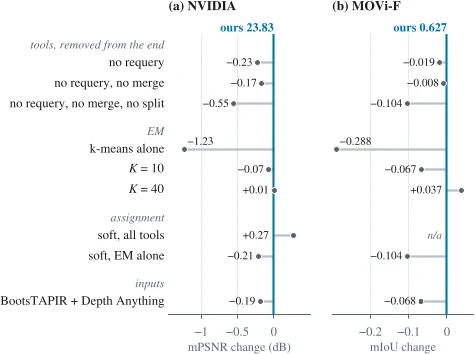 (a) NVIDIA (b) MOVi-F
ours 23.83 ours 0.627
tools, removed from the end
no requery −0.23 −0.019
no requery, no merge −0.17 −0.008
no requery, no merge, no split −0.55 −0.104
EM
k-means alone −1.23 −0.288
K = 10 −0.07 −0.067
K = 40 +0.01 +0.037
assignment
soft, all tools +0.27 n/a
soft, EM alone −0.21 −0.104
inputs
BootsTAPIR + Depth Anything −0.19 −0.068
−1 −0.5 0 −0.2 −0.1 0
mPSNR change (dB) mIoU change